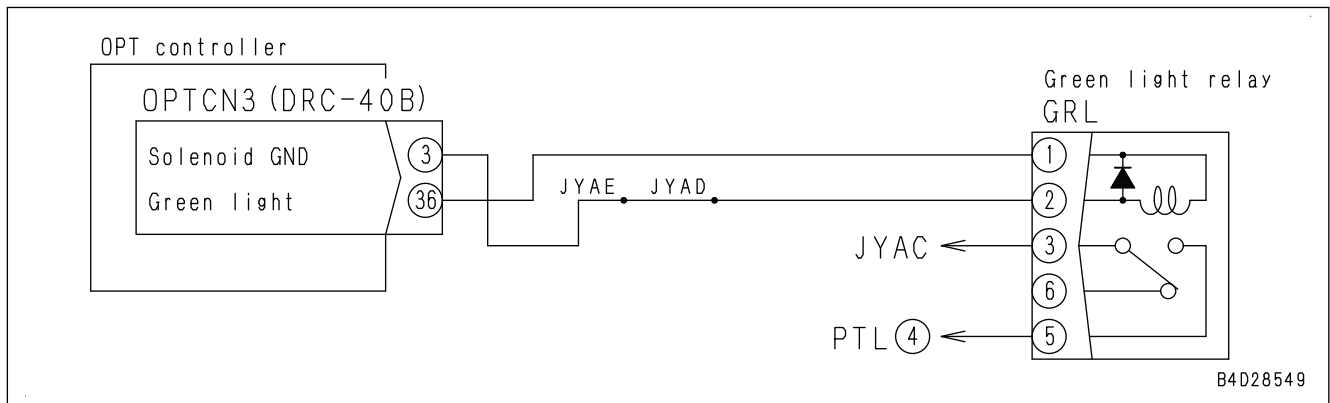 OPT controller
OPTCN3 (DRC-40B)
Solenoid GND 3
Green light 36
JYAE JYAD
Green light relay
GRL
1
2
JYAC 3
6
PTL 4 5
B4D28549